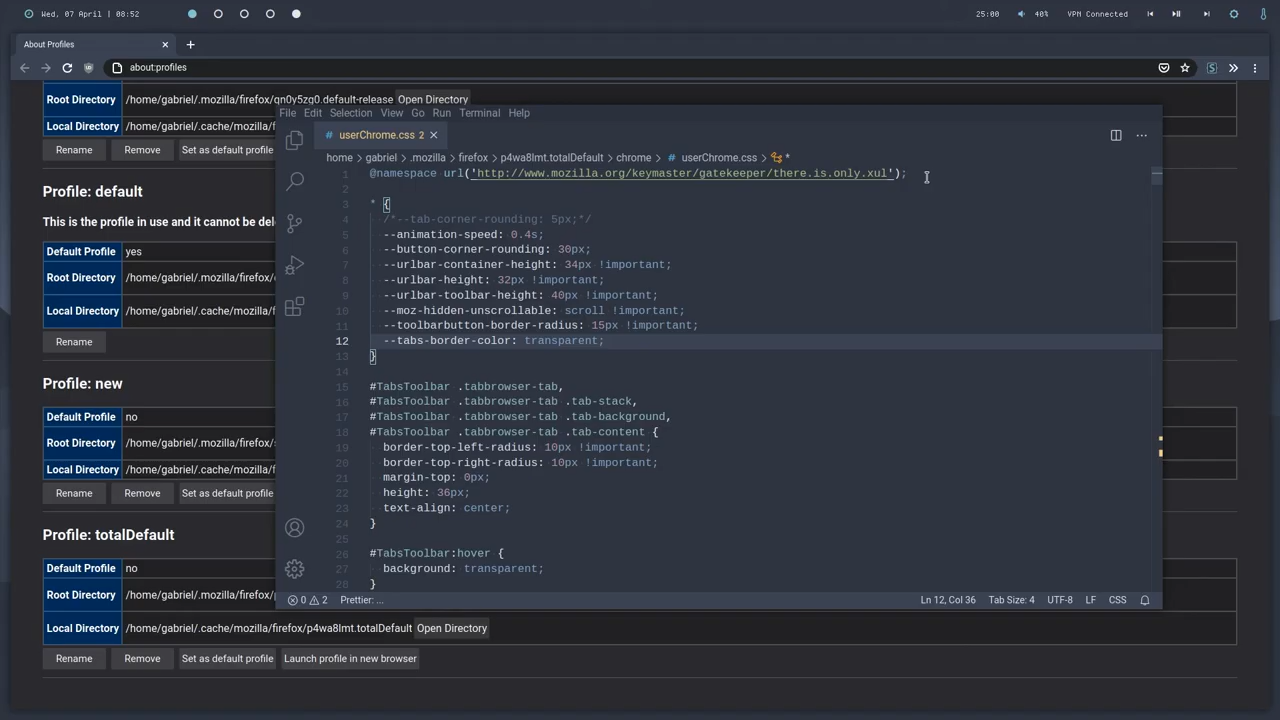 Wed, 07 April | 08:52
25:00
40%
VPN Connected
About Profiles
about:profiles
Root Directory /home/gabriel/.mozilla/firefox/qn0y5zg0.default-release Open Directory
Local Directory /home/gabriel/.cache/mozilla/f
Rename Remove Set as default profile
Profile: default
This is the profile in use and it cannot be del
Default Profile yes
Root Directory /home/gabriel/.mozilla/firefox/
Local Directory /home/gabriel/.cache/mozilla/f
Rename
Profile: new
Default Profile no
Root Directory /home/gabriel/.mozilla/firefox/s
Local Directory /home/gabriel/.cache/mozilla/f
Rename Remove Set as default profile
Profile: totalDefault
Default Profile no
Root Directory /home/gabriel/.mozilla/firefox/p
Local Directory /home/gabriel/.cache/mozilla/firefox/p4wa8lmt.totalDefault Open Directory
Rename Remove Set as default profile Launch profile in new browser
File Edit Selection View Go Run Terminal Help
# userChrome.css 2
home > gabriel > .mozilla > firefox > p4wa8lmt.totalDefault > chrome > # userChrome.css > *
1 @namespace url('http://www.mozilla.org/keymaster/gatekeeper/there.is.only.xul');
2
3 * {
4 /*--tab-corner-rounding: 5px;*/
5 --animation-speed: 0.4s;
6 --button-corner-rounding: 30px;
7 --urlbar-container-height: 34px !important;
8 --urlbar-height: 32px !important;
9 --urlbar-toolbar-height: 40px !important;
10 --moz-hidden-unscrollable: scroll !important;
11 --toolbarbutton-border-radius: 15px !important;
12 --tabs-border-color: transparent;
13 }
14
15 #TabsToolbar .tabbrowser-tab,
16 #TabsToolbar .tabbrowser-tab .tab-stack,
17 #TabsToolbar .tabbrowser-tab .tab-background,
18 #TabsToolbar .tabbrowser-tab .tab-content {
19 border-top-left-radius: 10px !important;
20 border-top-right-radius: 10px !important;
21 margin-top: 0px;
22 height: 36px;
23 text-align: center;
24 }
25
26 #TabsToolbar:hover {
27 background: transparent;
28 }
0 2 Prettier: ... Ln 12, Col 36 Tab Size: 4 UTF-8 LF CSS